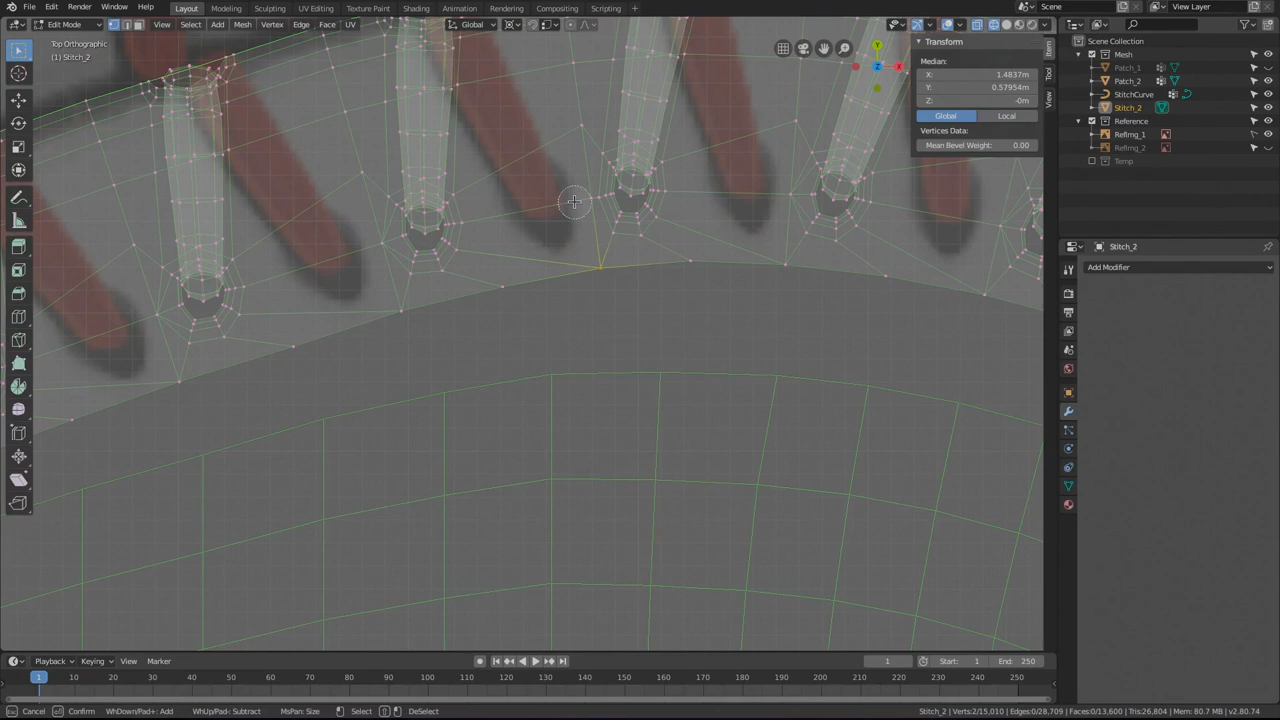 File Edit Render Window Help Layout Modeling Sculpting UV Editing Texture Paint Shading Animation Rendering Compositing Scripting + Scene View Layer
Edit Mode View Select Add Mesh Vertex Edge Face UV Global
Top Orthographic
(1) Stitch_2
Y
X
Z
Transform
Median:
X: 1.4837m
Y: 0.57954m
Z: -0m
Global Local
Vertices Data:
Mean Bevel Weight: 0.00
Item
Tool
View
Scene Collection
Mesh
Patch_1
Patch_2
StitchCurve
Stitch_2
Reference
RefImg_1
RefImg_2
Temp
Stitch_2
Add Modifier
Playback Keying View Marker 1 Start: 1 End: 250
1 10 20 30 40 50 60 70 80 90 100 110 120 130 140 150 160 170 180 190 200 210 220 230 240 250
Cancel Confirm WhDown/Pad+: Add WhUp/Pad-: Subtract MsPan: Size Select DeSelect Stitch_2 | Verts:2/15,010 | Edges:0/28,709 | Faces:0/13,600 | Tris:26,804 | Mem: 80.7 MB | v2.80.74